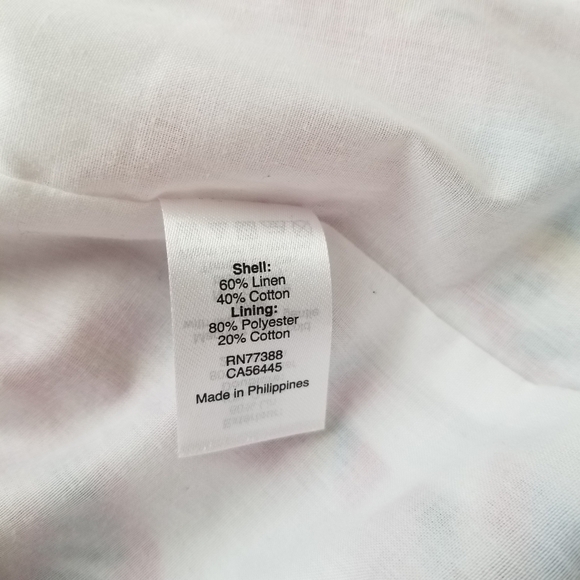 Shell:
60% Linen
40% Cotton
Lining:
80% Polyester
20% Cotton
RN77388
CA56445
Made in Philippines